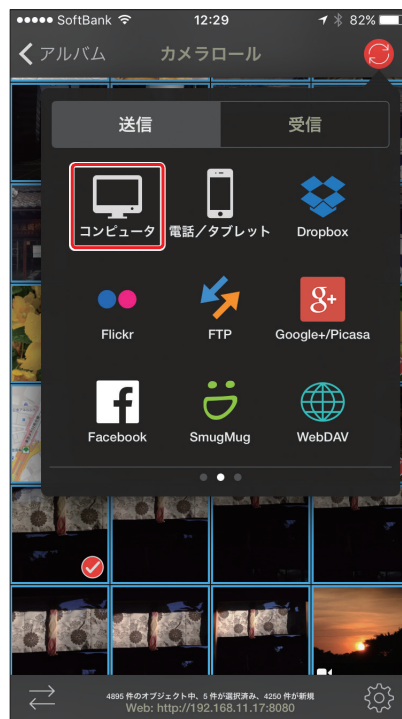 ●●●●● SoftBank 12:29 82%
アルバム カメラロール
送信 受信
コンピュータ 電話／タブレット Dropbox
Flickr FTP Google+/Picasa
Facebook SmugMug WebDAV
4895 件のオブジェクト中、5 件が選択済み、4250 件が新規
Web: http://192.168.11.17:8080